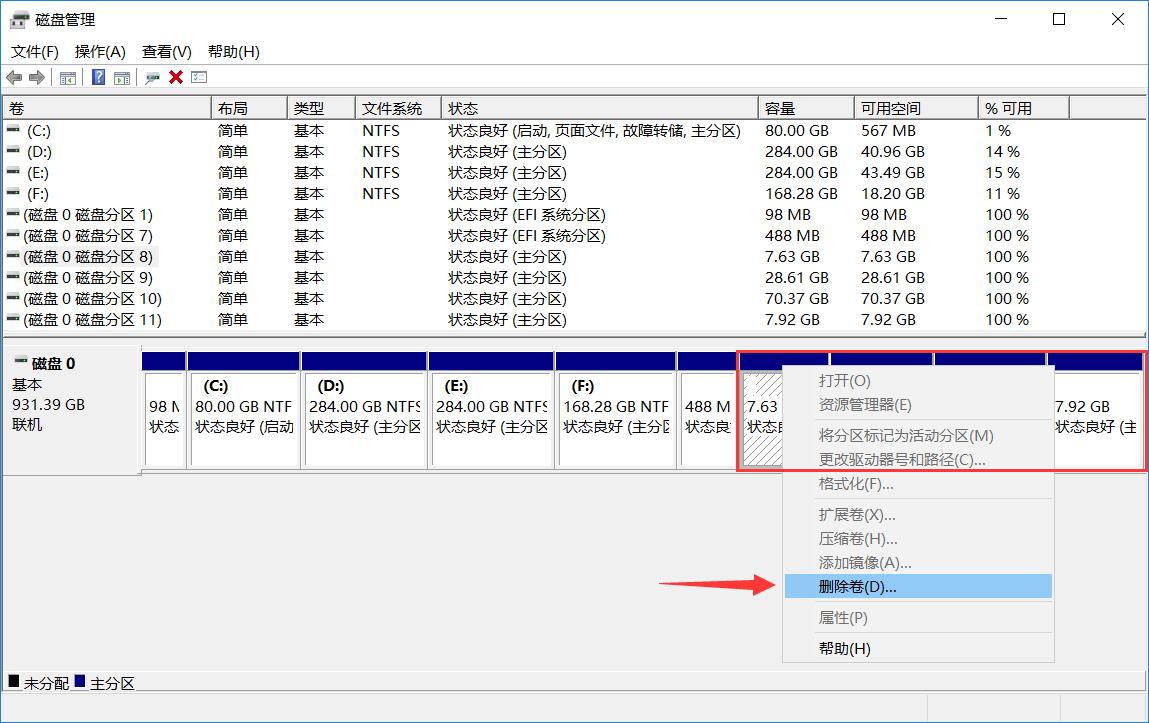 磁盘管理
文件(F) 操作(A) 查看(V) 帮助(H)
卷 布局 类型 文件系统 状态 容量 可用空间 % 可用
(C:) 简单 基本 NTFS 状态良好 (启动, 页面文件, 故障转储, 主分区) 80.00 GB 567 MB 1 %
(D:) 简单 基本 NTFS 状态良好 (主分区) 284.00 GB 40.96 GB 14 %
(E:) 简单 基本 NTFS 状态良好 (主分区) 284.00 GB 43.49 GB 15 %
(F:) 简单 基本 NTFS 状态良好 (主分区) 168.28 GB 18.20 GB 11 %
(磁盘 0 磁盘分区 1) 简单 基本 状态良好 (EFI 系统分区) 98 MB 98 MB 100 %
(磁盘 0 磁盘分区 7) 简单 基本 状态良好 (EFI 系统分区) 488 MB 488 MB 100 %
(磁盘 0 磁盘分区 8) 简单 基本 状态良好 (主分区) 7.63 GB 7.63 GB 100 %
(磁盘 0 磁盘分区 9) 简单 基本 状态良好 (主分区) 28.61 GB 28.61 GB 100 %
(磁盘 0 磁盘分区 10) 简单 基本 状态良好 (主分区) 70.37 GB 70.37 GB 100 %
(磁盘 0 磁盘分区 11) 简单 基本 状态良好 (主分区) 7.92 GB 7.92 GB 100 %
磁盘 0
基本
931.39 GB
联机
98 M
状态
(C:)
80.00 GB NTF
状态良好 (启动
(D:)
284.00 GB NTFS
状态良好 (主分区
(E:)
284.00 GB NTFS
状态良好 (主分区
(F:)
168.28 GB NTF
状态良好 (主分区
488 M
状态良
7.63
状态良
7.92 GB
状态良好 (主
打开(O)
资源管理器(E)
将分区标记为活动分区(M)
更改驱动器号和路径(C)...
格式化(F)...
扩展卷(X)...
压缩卷(H)...
添加镜像(A)...
删除卷(D)...
属性(P)
帮助(H)
未分配 主分区